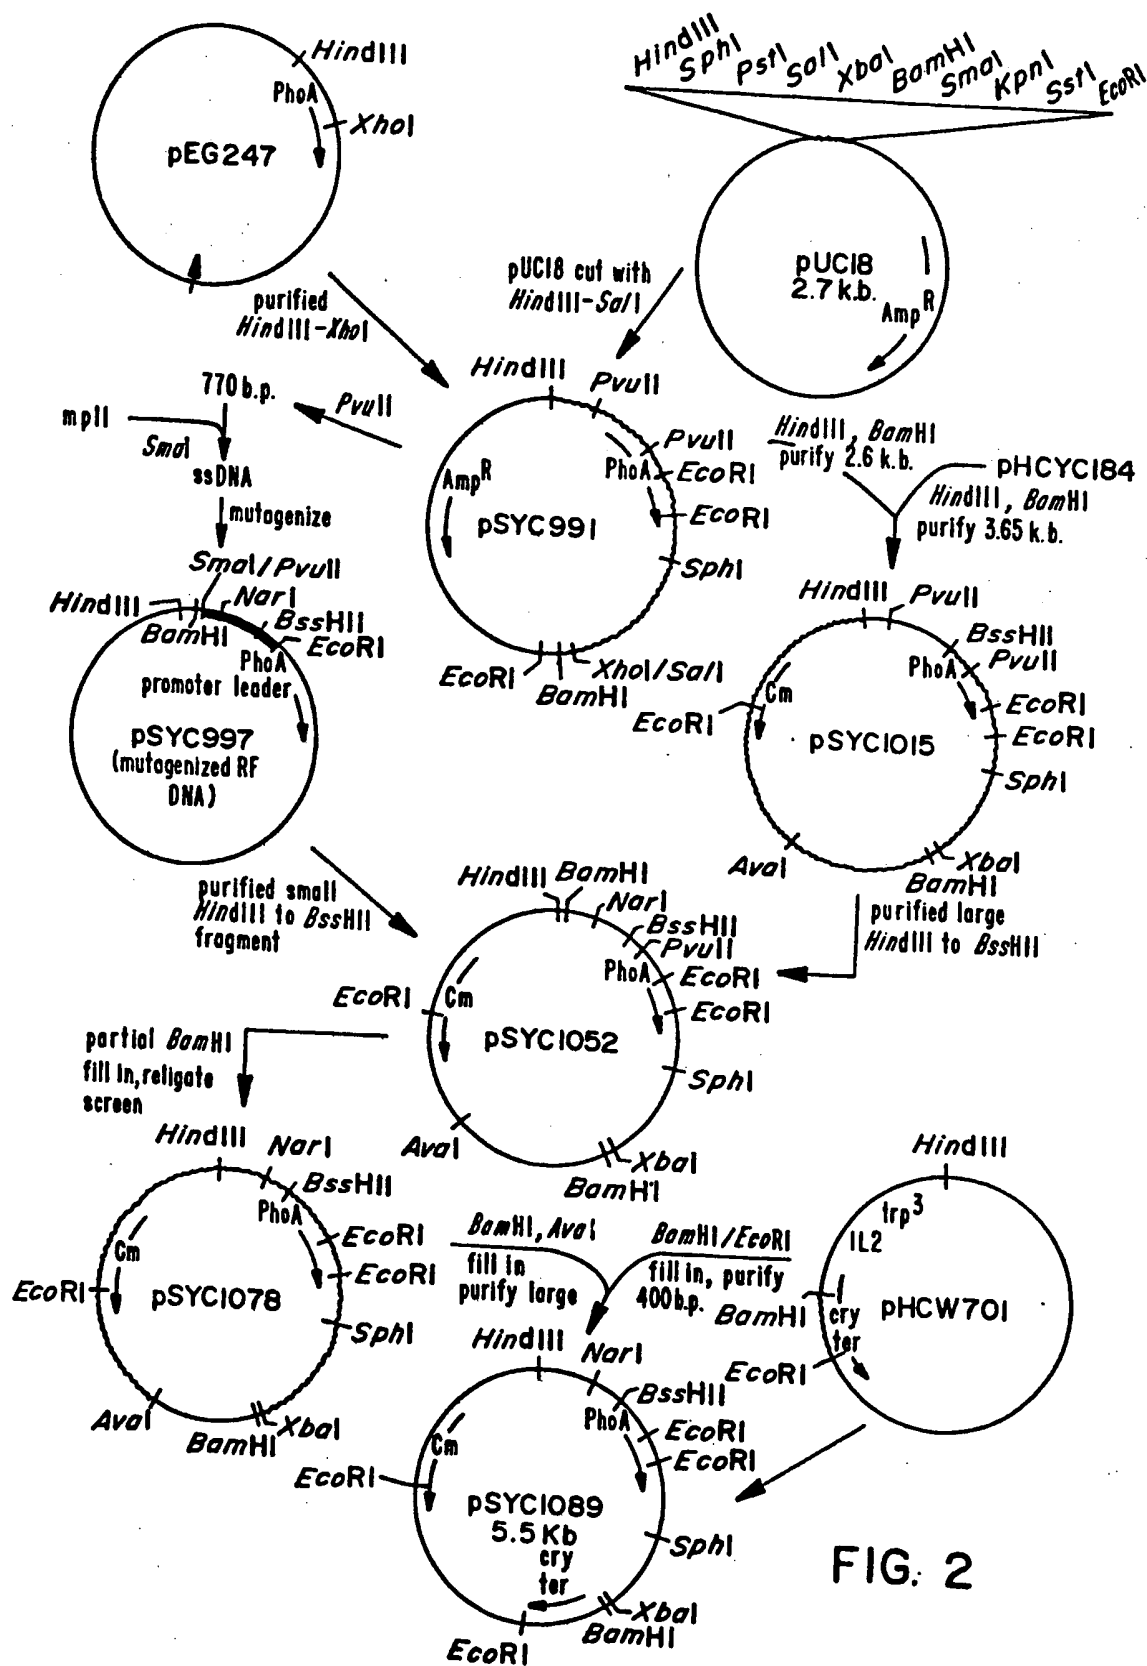 HindIII
PhoA
XhoI
pEG247
HindIII
SphI
PstI
SalI
XbaI
BamHI
SmaI
KpnI
SstI
EcoRI
pUC18
2.7 k.b.
Amp R
purified
HindIII-XhoI
pUC18 cut with
HindIII-SalI
HindIII
PvuII
PvuII
PhoA
EcoRI
EcoRI
Amp R
pSYC991
SphI
XhoI/SalI
BamHI
EcoRI
PvuII
770 b.p.
mp11
SmaI
ssDNA
mutagenize
HindIII, BamHI
purify 2.6 k.b.
pHCYC184
HindIII, BamHI
purify 3.65 k.b.
SmaI/PvuII
HindIII
NarI
BamHI
BssHII
EcoRI
PhoA
promoter leader
pSYC997
(mutagenized RF
DNA)
HindIII
PvuII
BssHII
PhoA
PvuII
Cm
EcoRI
EcoRI
EcoRI
pSYC1015
SphI
AvaI
XbaI
BamHI
purified small
HindIII to BssHII
fragment
purified large
HindIII to BssHII
HindIII
BamHI
NarI
BssHII
PvuII
PhoA
EcoRI
EcoRI
Cm
EcoRI
pSYC1052
SphI
AvaI
XbaI
BamHI
partial BamHI
fill in, religate
screen
HindIII
NarI
BssHII
PhoA
EcoRI
EcoRI
Cm
EcoRI
pSYC1078
SphI
AvaI
XbaI
BamHI
BamHI, AvaI
fill in
purify large
BamHI/EcoRI
fill in, purify
400 b.p.
HindIII
trp3
IL2
BamHI
cry
ter
EcoRI
pHCW701
HindIII
NarI
BssHII
PhoA
EcoRI
EcoRI
Cm
EcoRI
pSYC1089
5.5 Kb
cry
ter
SphI
XbaI
BamHI
EcoRI
FIG. 2